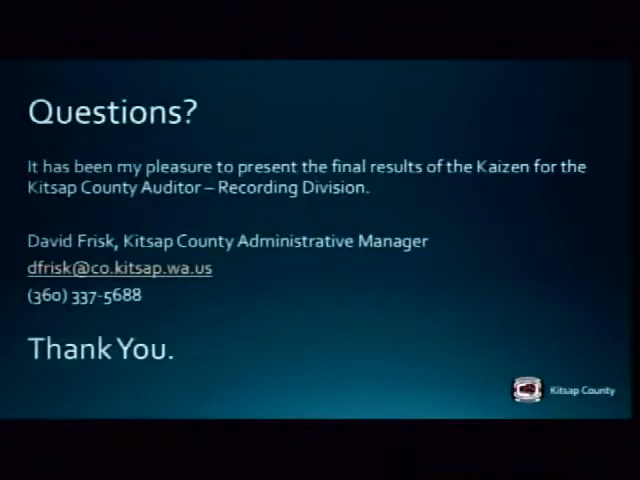 Questions?
It has been my pleasure to present the final results of the Kaizen for the
Kitsap County Auditor – Recording Division.
David Frisk, Kitsap County Administrative Manager
dfrisk@co.kitsap.wa.us
(360) 337-5688
Thank You.
Kitsap County